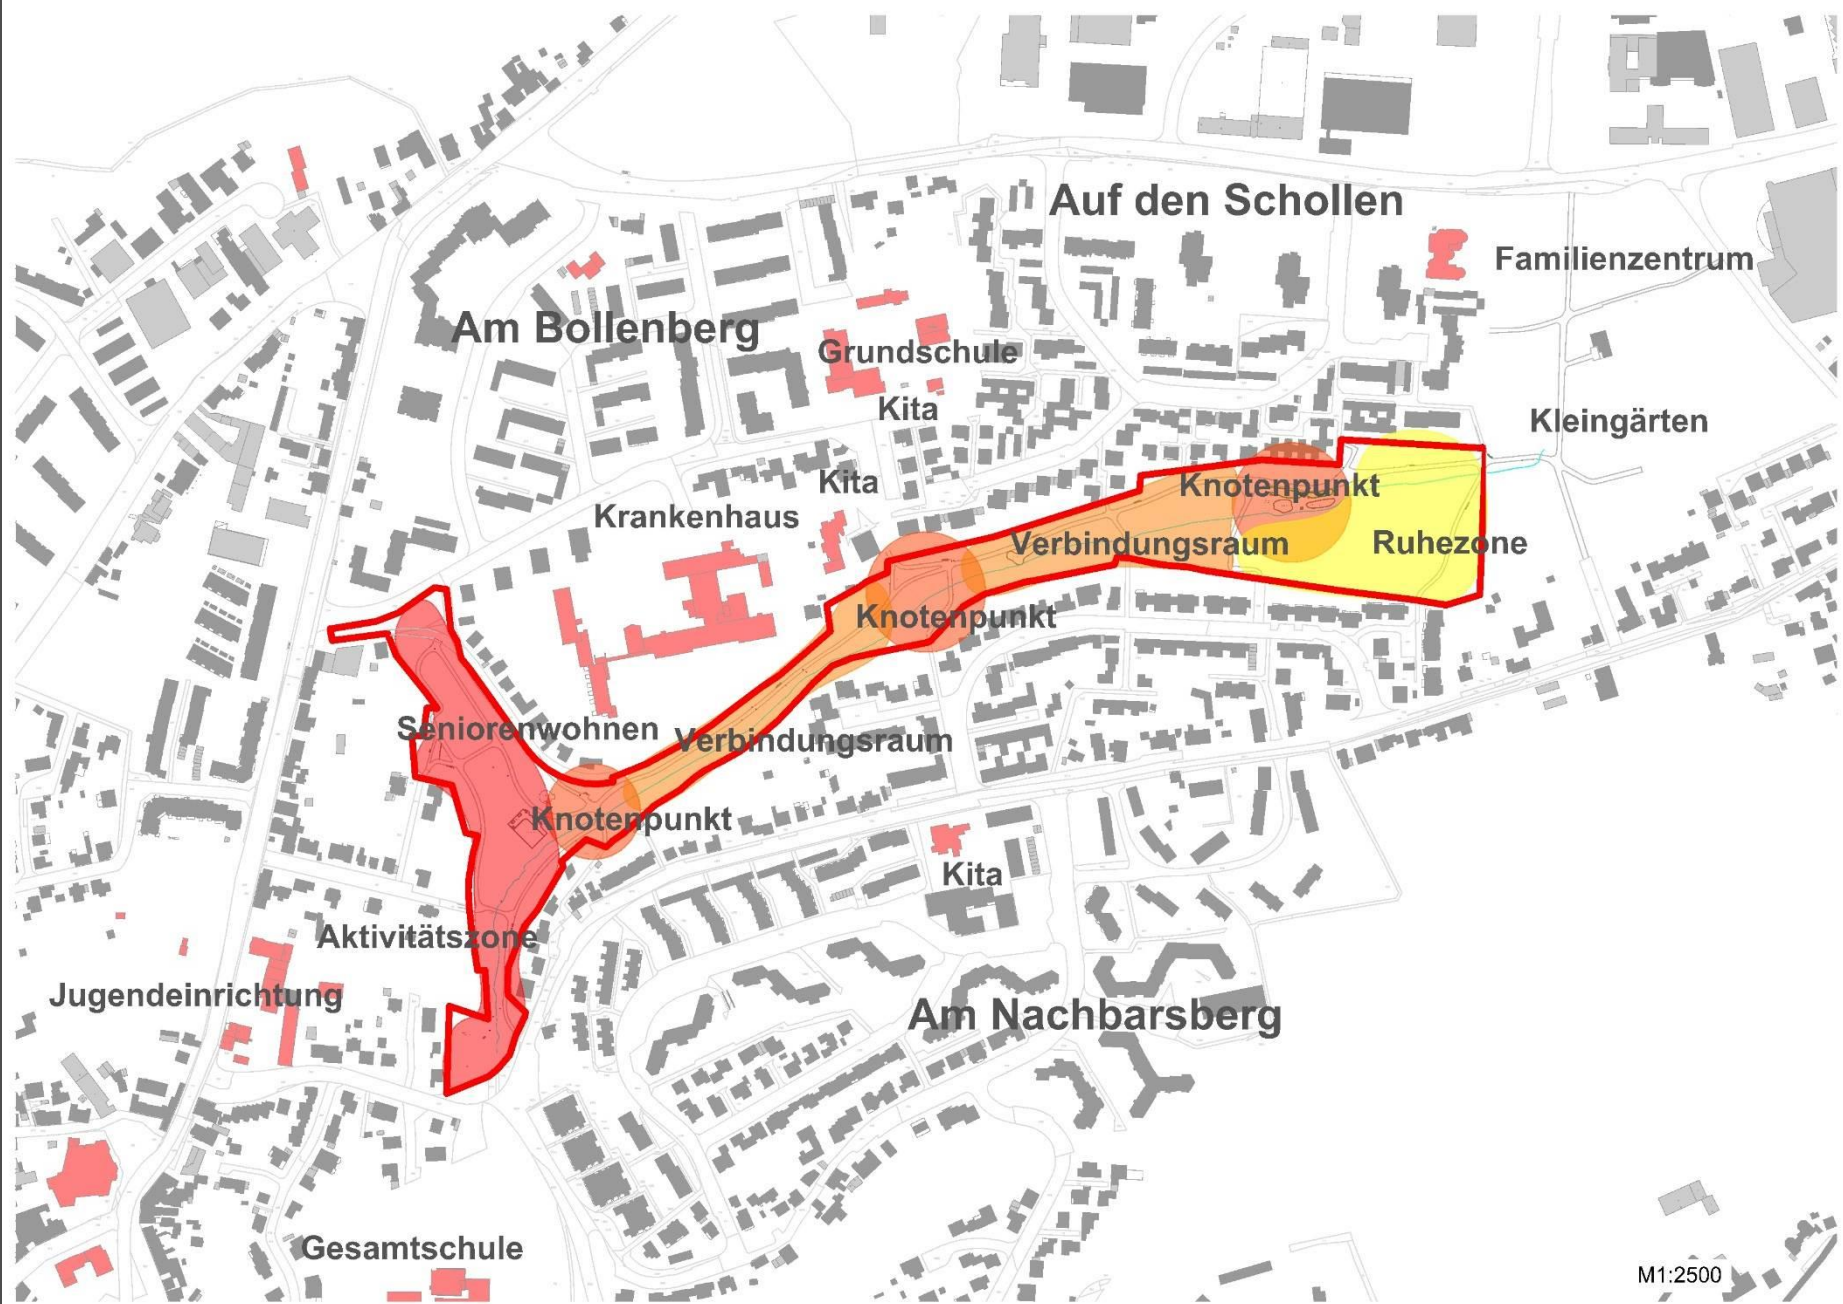 Auf den Schollen
Familienzentrum
Am Bollenberg
Grundschule
Kita
Kleingärten
Kita
Knotenpunkt
Krankenhaus
Verbindungsraum
Ruhezone
Knotenpunkt
Seniorenwohnen
Verbindungsraum
Knotenpunkt
Kita
Aktivitätszone
Jugendeinrichtung
Am Nachbarsberg
Gesamtschule
M1:2500